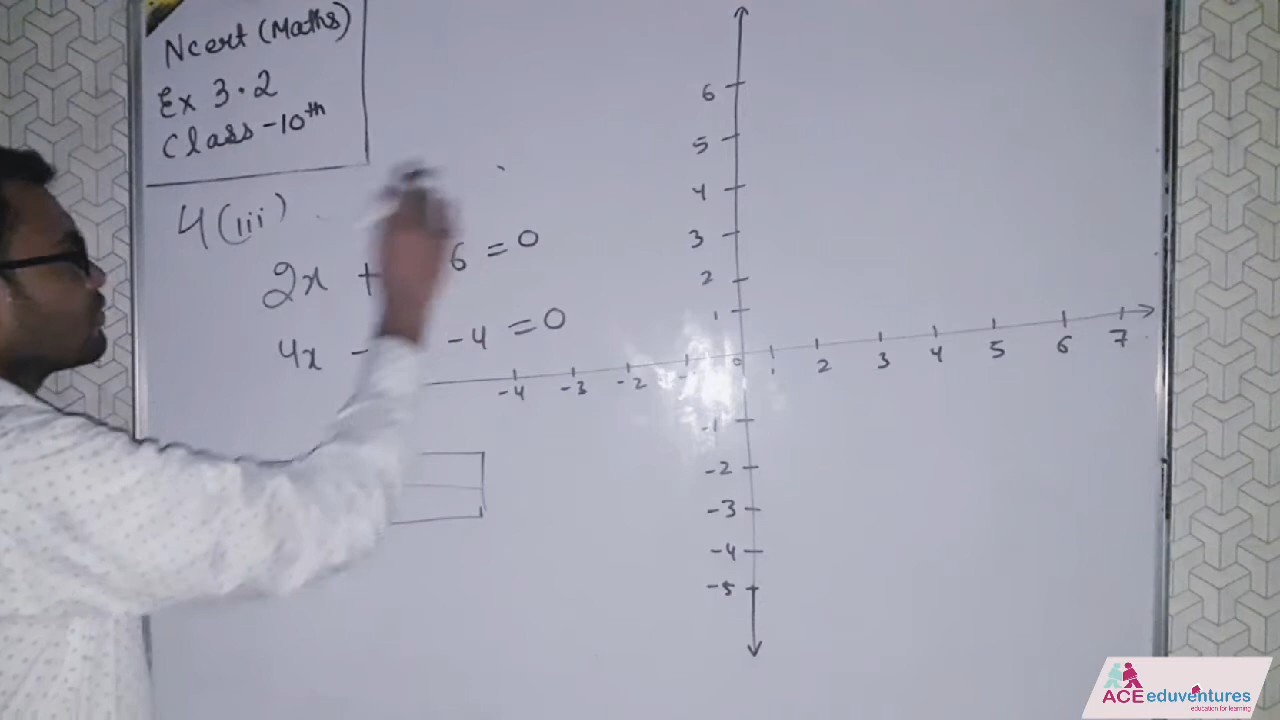 Ncert (Maths)
Ex 3.2
Class - 10th
4 (iii)
2x + 6 = 0
4x - - 4 = 0
6
5
4
3
2
1
-4 -3 -2 0 1 2 3 4 5 6 7
-1
-2
-3
-4
-5
ACEeduventures
education for learning